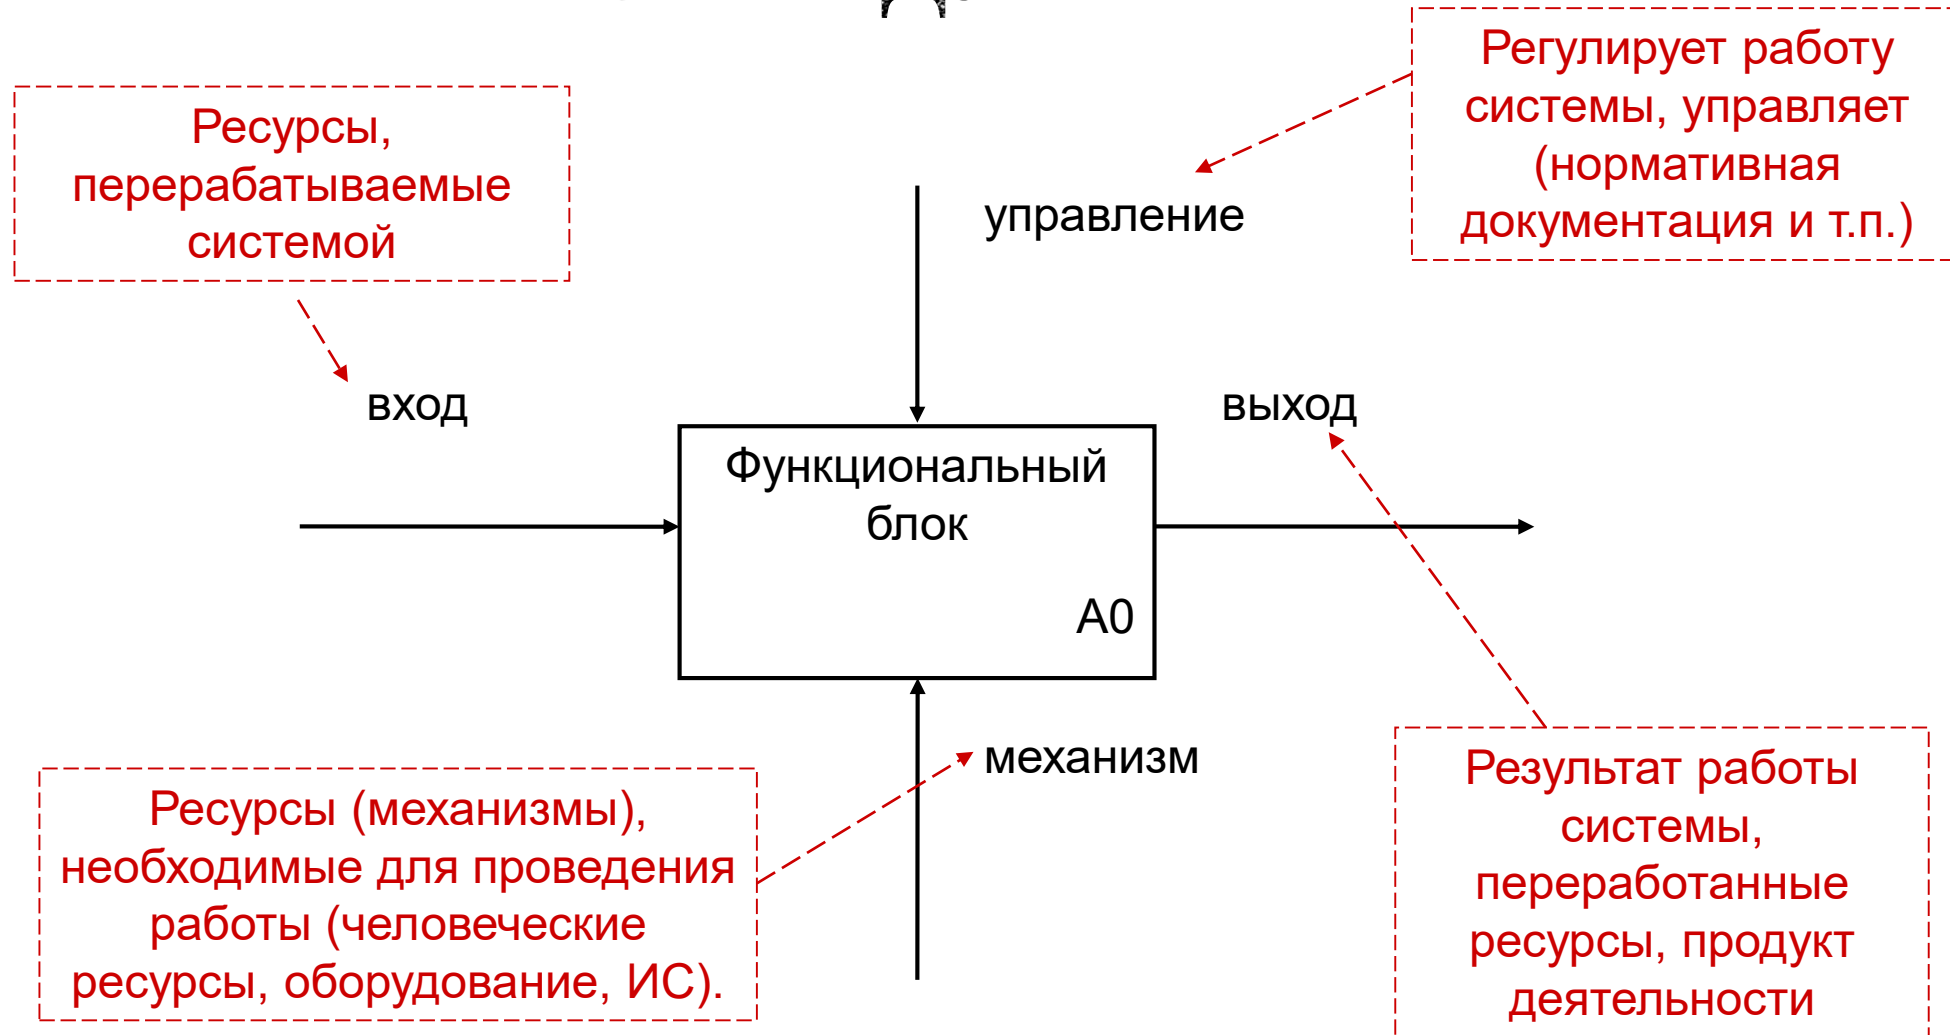 Регулирует работу
системы, управляет
(нормативная
документация и т.п.)
Ресурсы,
перерабатываемые
системой
управление
вход
выход
Функциональный
блок
А0
механизм
Ресурсы (механизмы),
необходимые для проведения
работы (человеческие
ресурсы, оборудование, ИС).
Результат работы
системы,
переработанные
ресурсы, продукт
деятельности